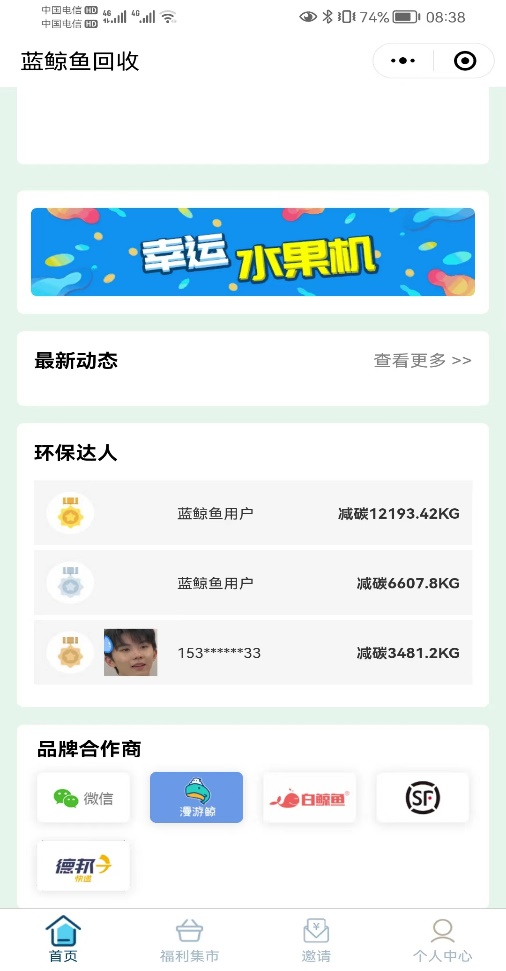 中国电信 HD 4G 4G 74% 08:38
中国电信 HD
蓝鲸鱼回收
幸运水果机
最新动态 查看更多 >>
环保达人
蓝鲸鱼用户 减碳12193.42KG
蓝鲸鱼用户 减碳6607.8KG
153******33 减碳3481.2KG
品牌合作商
微信 漫游鲸 白鲸鱼® SF
德邦快递
首页 福利集市 邀请 个人中心